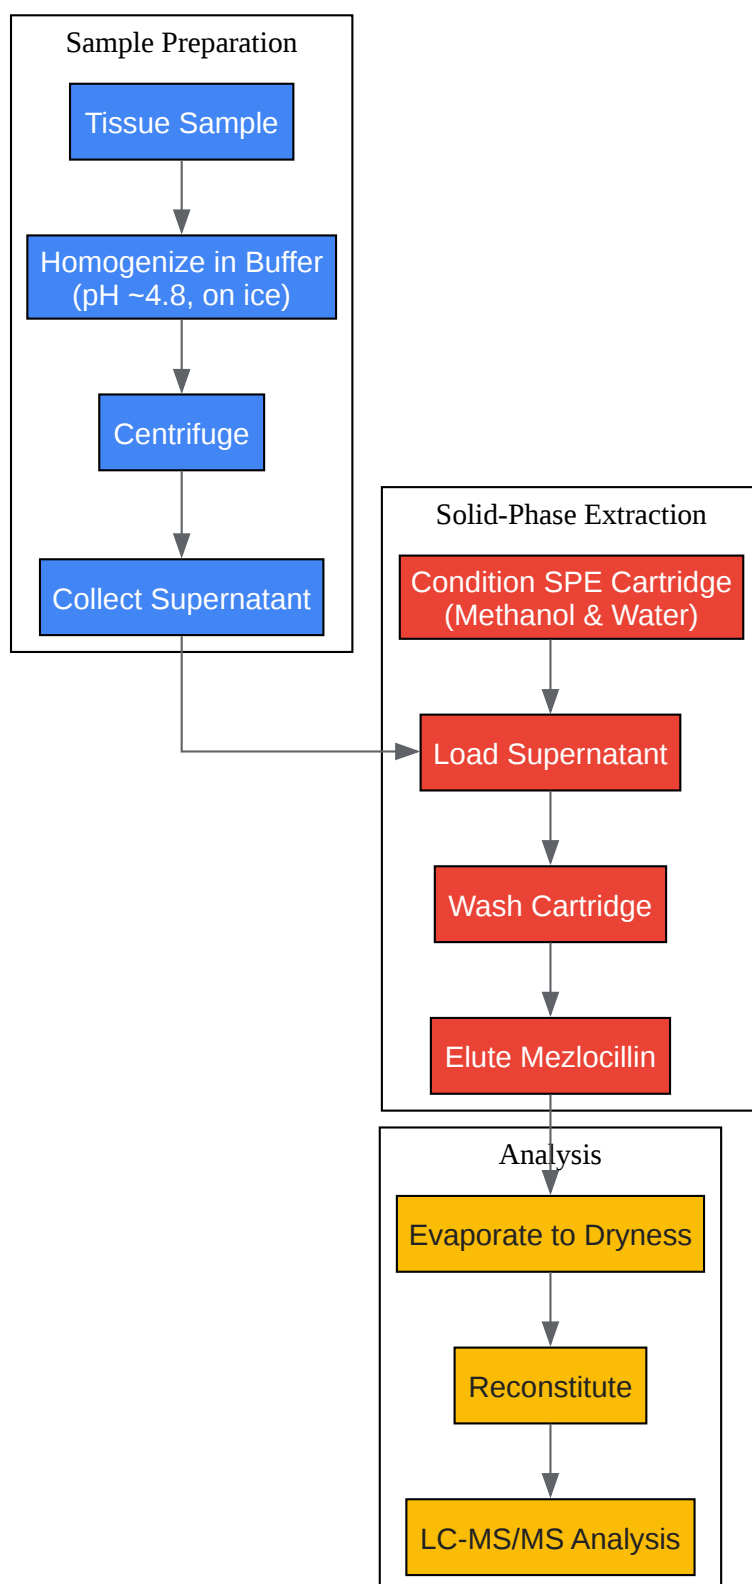 Sample Preparation
Tissue Sample
Homogenize in Buffer
(pH ~4.8, on ice)
Centrifuge
Collect Supernatant
Solid-Phase Extraction
Condition SPE Cartridge
(Methanol & Water)
Load Supernatant
Wash Cartridge
Elute Mezlocillin
Analysis
Evaporate to Dryness
Reconstitute
LC-MS/MS Analysis